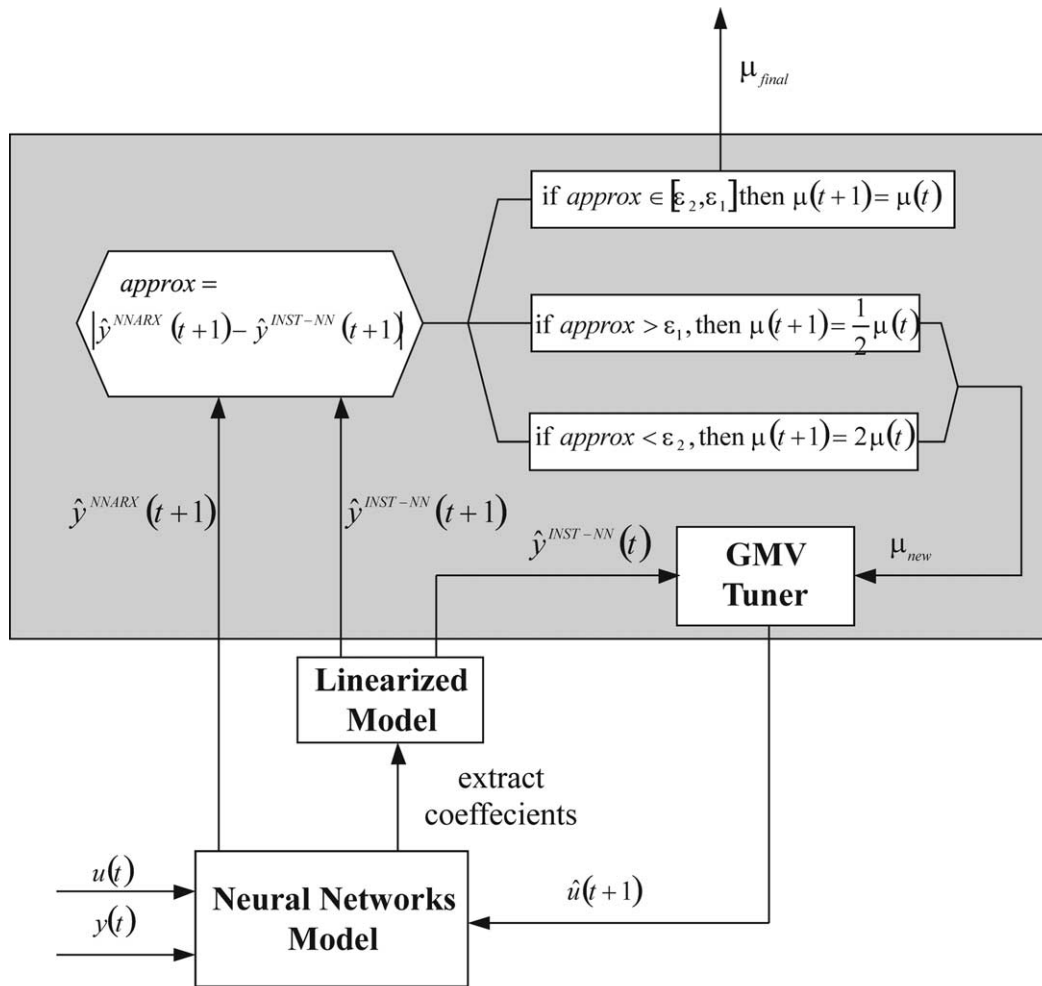 μ_final
if approx ∈ [ε₂,ε₁] then μ(t+1)= μ(t)
approx =
|ŷ^NNARX (t+1)− ŷ^INST−NN (t+1)|
if approx > ε₁, then μ(t+1)= 1/2 μ(t)
if approx < ε₂, then μ(t+1)= 2μ(t)
ŷ^NNARX (t+1)
ŷ^INST−NN (t+1)
ŷ^INST−NN (t)
GMV
Tuner
μ_new
Linearized
Model
extract
coeffecients
u(t)
y(t)
Neural Networks
Model
û(t+1)